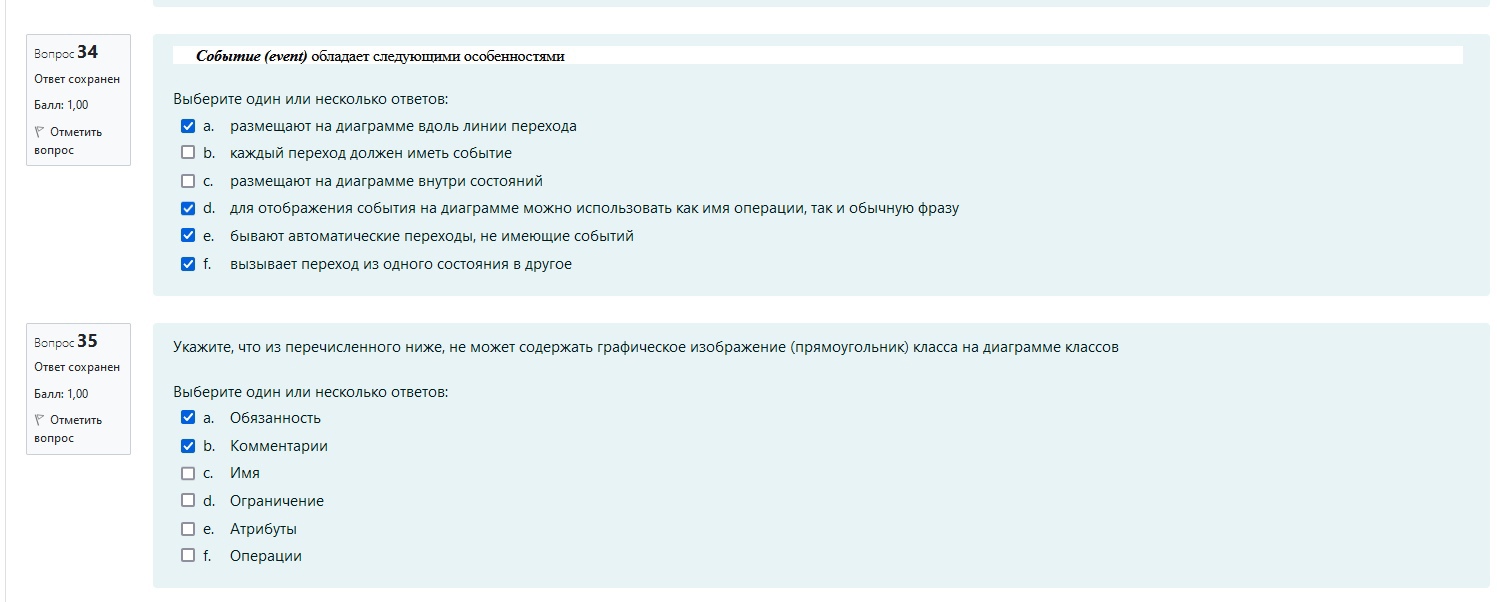 Вопрос 34
Ответ сохранен
Балл: 1,00
Отметить вопрос
Событие (event) обладает следующими особенностями
Выберите один или несколько ответов:
a. размещают на диаграмме вдоль линии перехода
b. каждый переход должен иметь событие
c. размещают на диаграмме внутри состояний
d. для отображения события на диаграмме можно использовать как имя операции, так и обычную фразу
e. бывают автоматические переходы, не имеющие событий
f. вызывает переход из одного состояния в другое
Вопрос 35
Ответ сохранен
Балл: 1,00
Отметить вопрос
Укажите, что из перечисленного ниже, не может содержать графическое изображение (прямоугольник) класса на диаграмме классов
Выберите один или несколько ответов:
a. Обязанность
b. Комментарии
c. Имя
d. Ограничение
e. Атрибуты
f. Операции